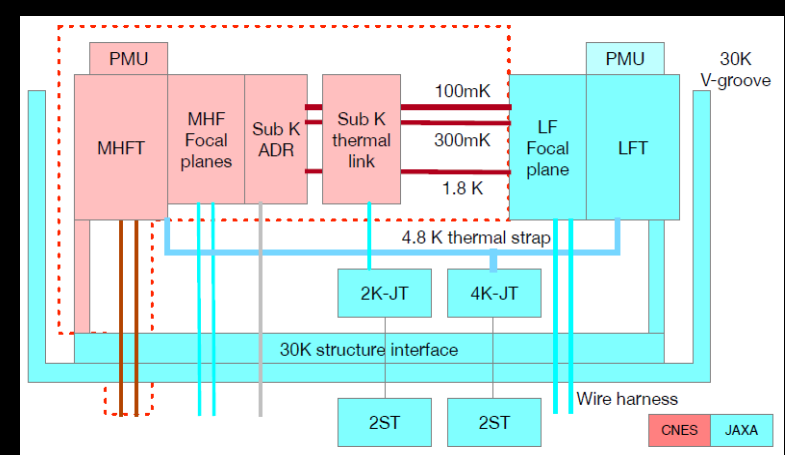 PMU
PMU
30K
V-groove
100mK
MHFT
MHF
Focal
planes
Sub K
ADR
Sub K
thermal
link
300mK
LF
Focal
plane
LFT
1.8 K
4.8 K thermal strap
2K-JT
4K-JT
30K structure interface
Wire harness
2ST
2ST
CNES
JAXA